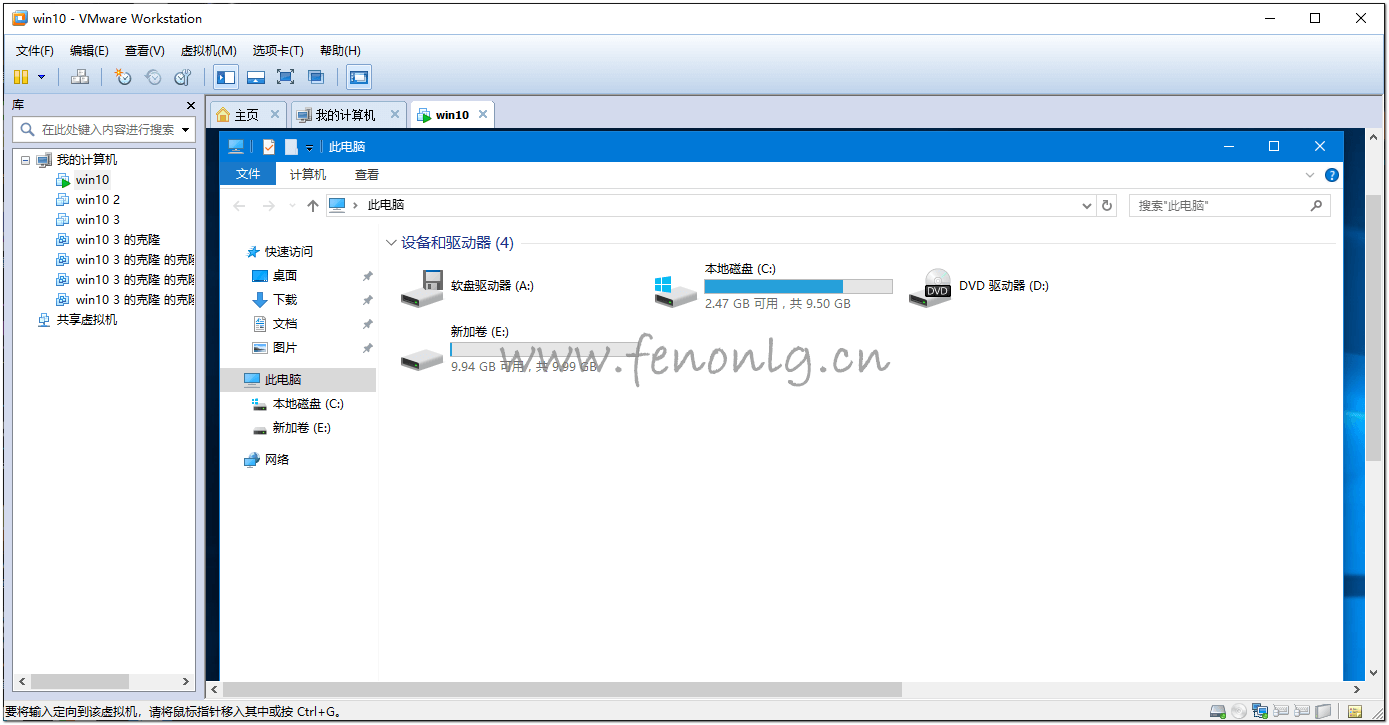 win10 - VMware Workstation
文件(F) 编辑(E) 查看(V) 虚拟机(M) 选项卡(T) 帮助(H)
库
在此处键入内容进行搜索
我的计算机
win10
win10 2
win10 3
win10 3 的克隆
win10 3 的克隆 的克隆
win10 3 的克隆 的克隆
win10 3 的克隆 的克隆
共享虚拟机
主页 我的计算机 win10
此电脑
文件 计算机 查看
此电脑
搜索"此电脑"
快速访问
桌面
下载
文档
图片
此电脑
本地磁盘 (C:)
新加卷 (E:)
网络
设备和驱动器 (4)
软盘驱动器 (A:)
本地磁盘 (C:)
2.47 GB 可用，共 9.50 GB
DVD
DVD 驱动器 (D:)
新加卷 (E:)
9.94 GB 可用，共 9.99 GB
www.fenonlg.cn
要将输入定向到该虚拟机，请将鼠标指针移入其中或按 Ctrl+G。